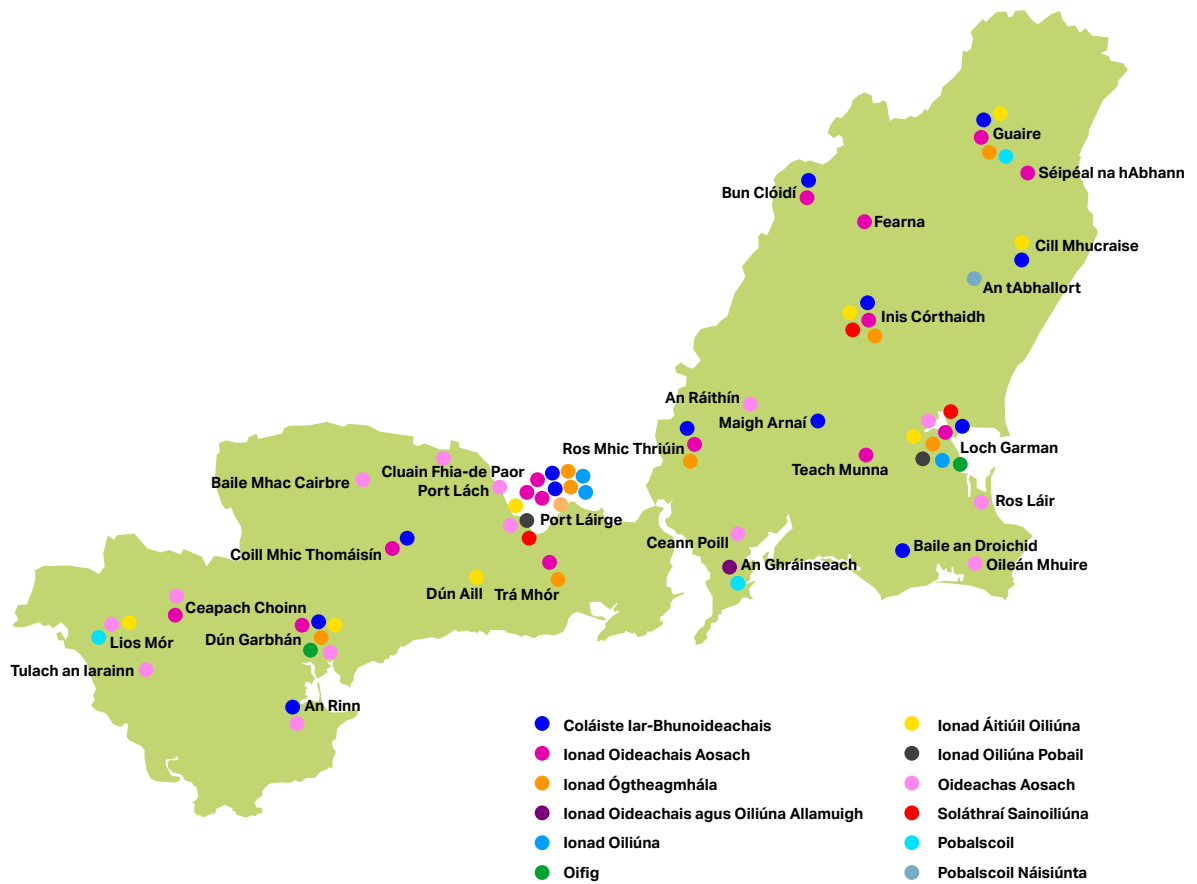 Guaire
Séipéal na hAbhann
Bun Clóidí
Fearna
Cill Mhucraise
An tAbhallort
Inis Córthaidh
An Ráithín
Maigh Arnaí
Ros Mhic Thriúin
Loch Garman
Teach Munna
Cluain Fhia-de Paor
Baile Mhac Cairbre
Port Lách
Ros Láir
Port Láirge
Ceann Poill
Baile an Droichid
Coill Mhic Thomáisín
An Ghráinseach
Oileán Mhuire
Dún Aill
Trá Mhór
Ceapach Choinn
Lios Mór
Dún Garbhán
Tulach an Iarainn
An Rinn
Coláiste Iar-Bhunoideachais
Ionad Oideachais Aosach
Ionad Ógtheagmhála
Ionad Oideachais agus Oiliúna Allamuigh
Ionad Oiliúna
Oifig
Ionad Áitiúil Oiliúna
Ionad Oiliúna Pobail
Oideachas Aosach
Soláthraí Sainoiliúna
Pobalscoil
Pobalscoil Náisiúnta